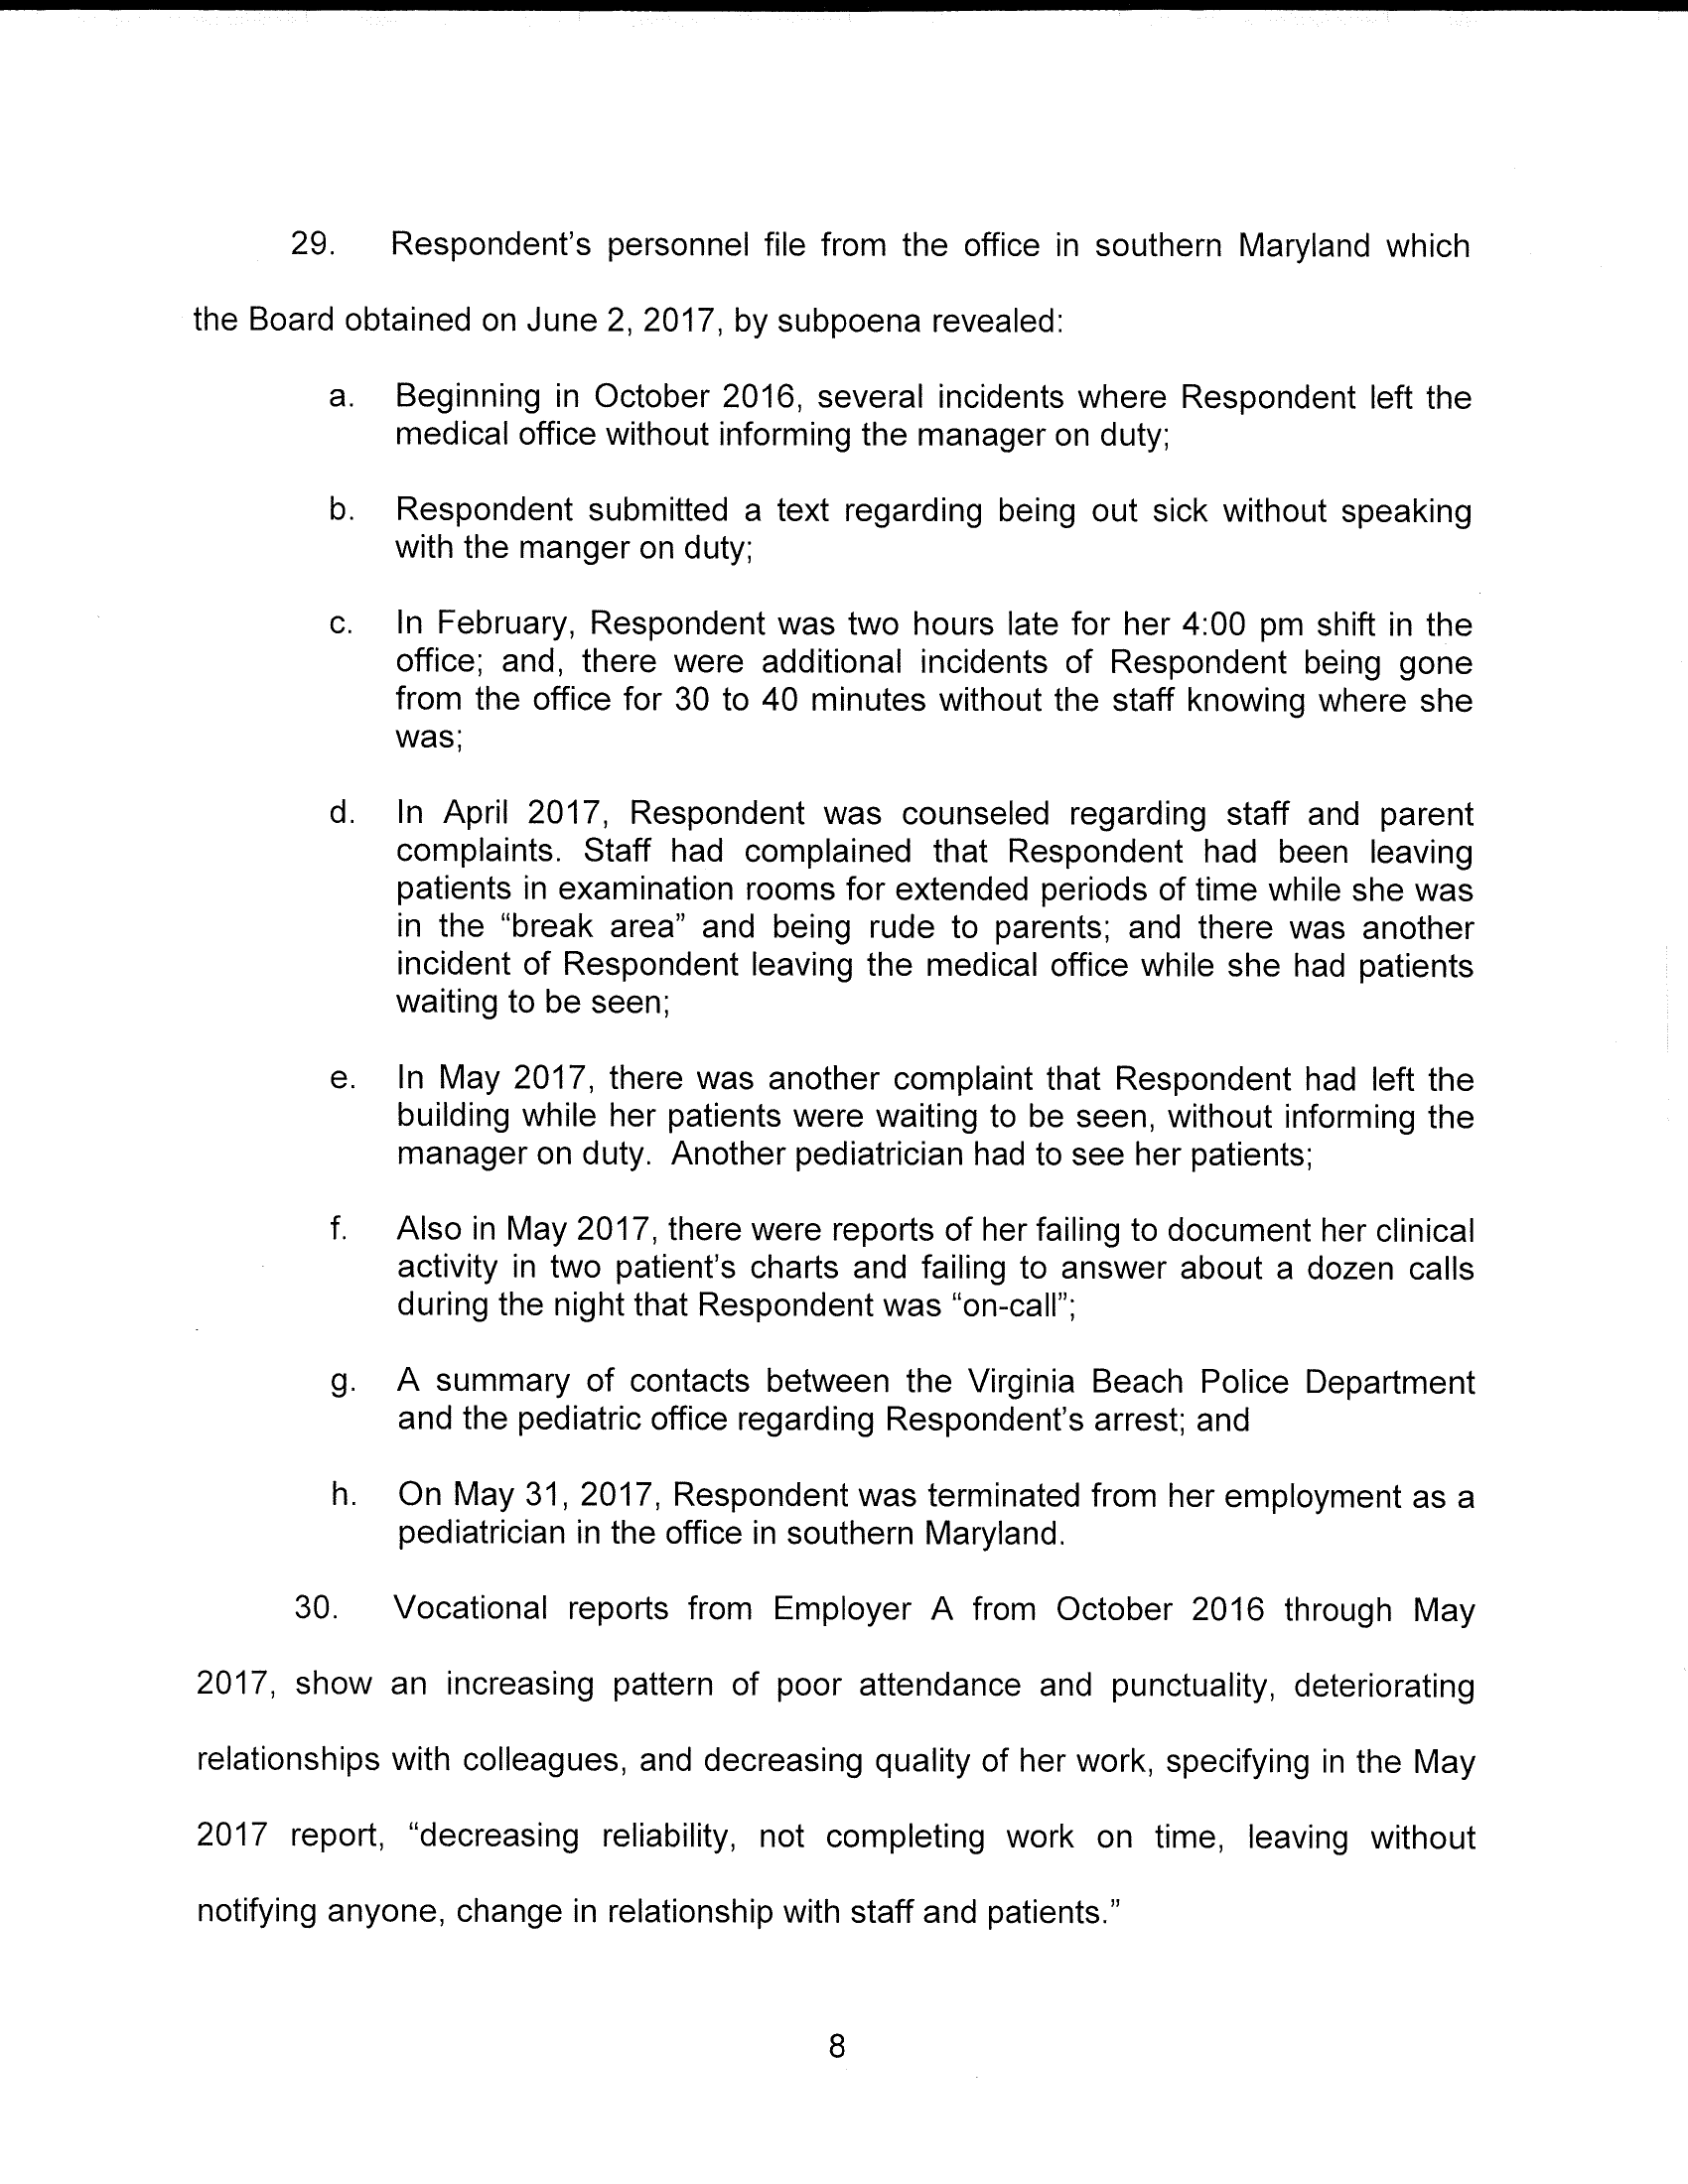 29. Respondent's personnel file from the office in southern Maryland which
the Board obtained on June 2, 2017, by subpoena revealed:
a. Beginning in October 2016, several incidents where Respondent left the
medical office without informing the manager on duty;
b. Respondent submitted a text regarding being out sick without speaking
with the manger on duty;
c. In February, Respondent was two hours late for her 4:00 pm shift in the
office; and, there were additional incidents of Respondent being gone
from the office for 30 to 40 minutes without the staff knowing where she
was;
d. In April 2017, Respondent was counseled regarding staff and parent
complaints. Staff had complained that Respondent had been leaving
patients in examination rooms for extended periods of time while she was
in the “break area” and being rude to parents; and there was another
incident of Respondent leaving the medical office while she had patients
waiting to be seen;
e. In May 2017, there was another complaint that Respondent had left the
building while her patients were waiting to be seen, without informing the
manager on duty. Another pediatrician had to see her patients;
f. Also in May 2017, there were reports of her failing to document her clinical
activity in two patient's charts and failing to answer about a dozen calls
during the night that Respondent was “on-call”;
g. A summary of contacts between the Virginia Beach Police Department
and the pediatric office regarding Respondent's arrest; and
h. On May 31, 2017, Respondent was terminated from her employment as a
pediatrician in the office in southern Maryland.
30. Vocational reports from Employer A from October 2016 through May
2017, show an increasing pattern of poor attendance and punctuality, deteriorating
relationships with colleagues, and decreasing quality of her work, specifying in the May
2017 report, “decreasing reliability, not completing work on time, leaving without
notifying anyone, change in relationship with staff and patients.”
8